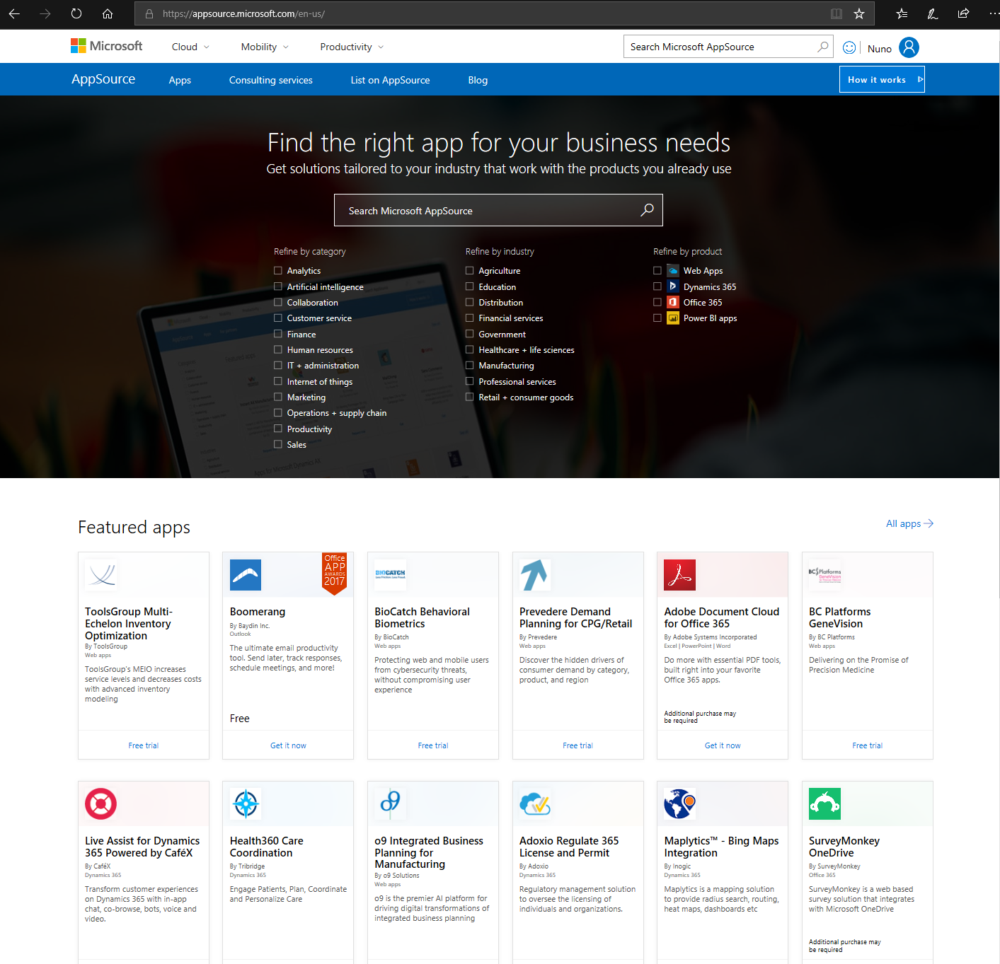 https://appsource.microsoft.com/en-us/
Microsoft
Cloud
Mobility
Productivity
Search Microsoft AppSource
Nuno
AppSource
Apps
Consulting services
List on AppSource
Blog
How it works
Find the right app for your business needs
Get solutions tailored to your industry that work with the products you already use
Search Microsoft AppSource
Refine by category
Analytics
Artificial intelligence
Collaboration
Customer service
Finance
Human resources
IT + administration
Internet of things
Marketing
Operations + supply chain
Productivity
Sales
Refine by industry
Agriculture
Education
Distribution
Financial services
Government
Healthcare + life sciences
Manufacturing
Professional services
Retail + consumer goods
Refine by product
Web Apps
Dynamics 365
Office 365
Power BI apps
Featured apps
All apps
ToolsGroup Multi-
Echelon Inventory
Optimization
By ToolsGroup
Web apps
ToolsGroup's MEIO increases
service levels and decreases costs
with advanced inventory
modeling
Free trial
Office
APP
AWARDS
2017
Boomerang
By Baydin Inc.
Outlook
The ultimate email productivity
tool. Send later, track responses,
schedule meetings, and more!
Free
Get it now
BIOCATCH
BioCatch Behavioral
Biometrics
By BioCatch
Web apps
Protecting web and mobile users
from cybersecurity threats,
without compromising user
experience
Free trial
Prevedere Demand
Planning for CPG/Retail
By Prevedere
Web apps
Discover the hidden drivers of
consumer demand by category,
product, and region
Free trial
Adobe Document Cloud
for Office 365
By Adobe Systems Incorporated
Excel | PowerPoint | Word
Do more with essential PDF tools,
built right into your favorite
Office 365 apps.
Additional purchase may
be required
Get it now
BC Platforms
GeneVision
BC Platforms
GeneVision
By BC Platforms
Web apps
Delivering on the Promise of
Precision Medicine
Free trial
Live Assist for Dynamics
365 Powered by CaféX
By CaféX
Dynamics 365
Transform customer experiences
on Dynamics 365 with in-app
chat, co-browse, bots, voice and
video.
Health360 Care
Coordination
By Tribridge
Dynamics 365
Engage Patients, Plan, Coordinate
and Personalize Care
o9
o9 Integrated Business
Planning for
Manufacturing
By o9 Solutions
Web apps
o9 is the premier AI platform for
driving digital transformations of
integrated business planning
Adoxio Regulate 365
License and Permit
By Adoxio
Dynamics 365
Regulatory management solution
to oversee the licensing of
individuals and organizations.
Maplytics™ - Bing Maps
Integration
By Inogic
Dynamics 365
Maplytics is a mapping solution
to provide radius search, routing,
heat maps, dashboards etc
SurveyMonkey
OneDrive
By SurveyMonkey
Office 365
SurveyMonkey is a web based
survey solution that integrates
with Microsoft OneDrive
Additional purchase may
be required